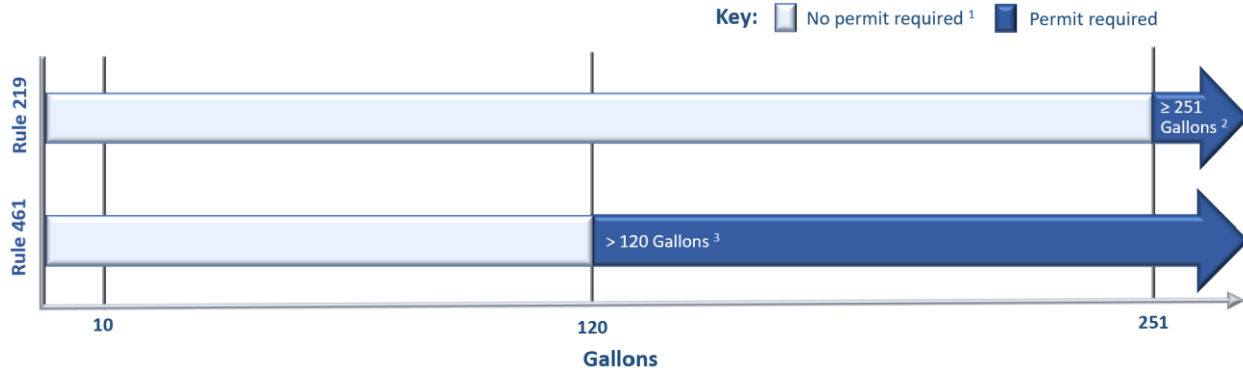 Key: No permit required ¹ Permit required
Rule 219
≥ 251
Gallons ²
Rule 461
> 120 Gallons ³
10 120 251
Gallons